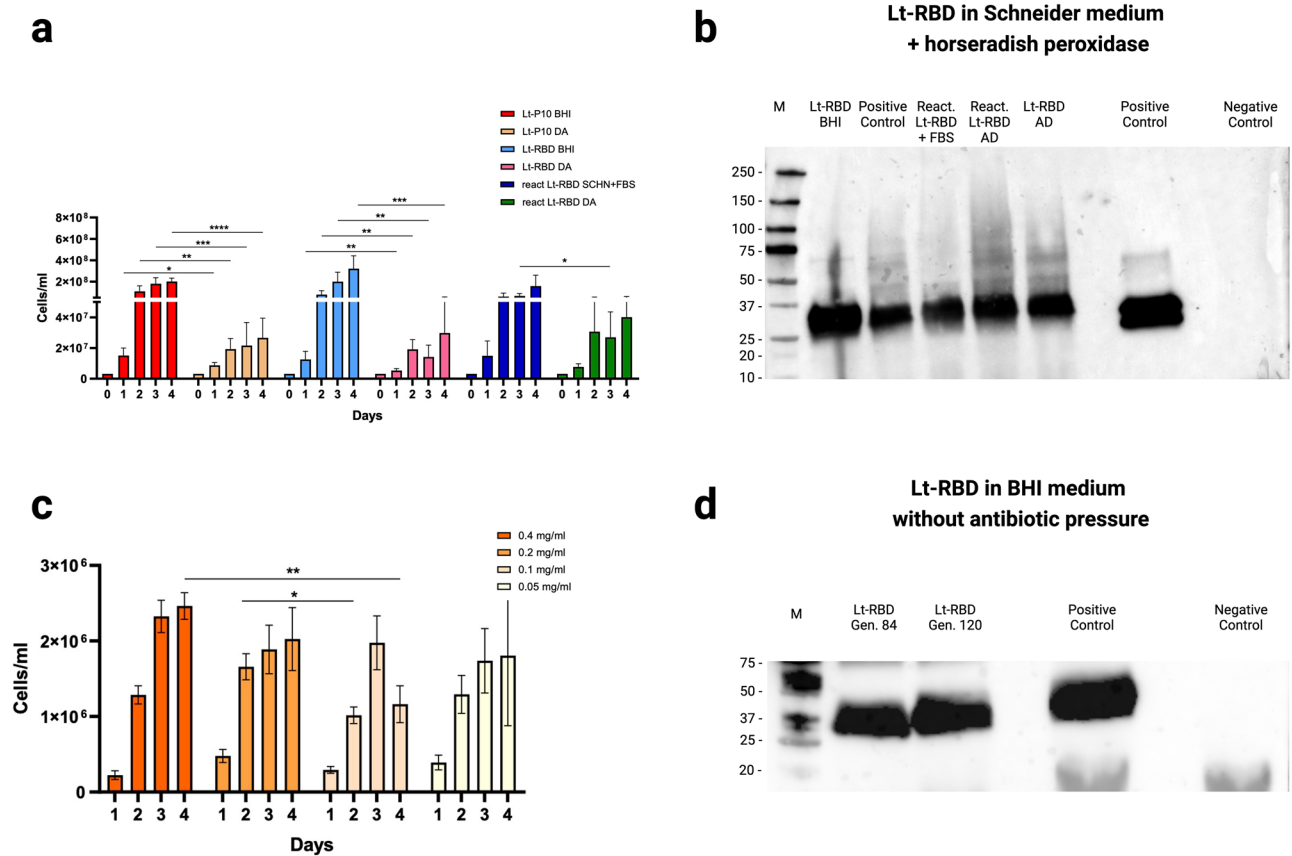 a
Lt-P10 BHI
Lt-P10 DA
Lt-RBD BHI
Lt-RBD DA
react Lt-RBD SCHN+FBS
react Lt-RBD DA
8×10⁸
6×10⁸
4×10⁸
2×10⁸
4×10⁷
2×10⁷
0
Cells/ml
**** 
***
**
*
***
**
**
**
*
0 1 2 3 4 0 1 2 3 4 0 1 2 3 4 0 1 2 3 4 0 1 2 3 4 0 1 2 3 4
Days
b
Lt-RBD in Schneider medium
+ horseradish peroxidase
M
Lt-RBD
BHI
Positive
Control
React.
Lt-RBD
+ FBS
React.
Lt-RBD
AD
Lt-RBD
AD
Positive
Control
Negative
Control
250 -
150 -
100 -
75 -
50 -
37 -
25 -
20 -
10 -
c
0.4 mg/ml
0.2 mg/ml
0.1 mg/ml
0.05 mg/ml
3×10⁶
2×10⁶
1×10⁶
0
Cells/ml
**
*
1 2 3 4 1 2 3 4 1 2 3 4 1 2 3 4
Days
d
Lt-RBD in BHI medium
without antibiotic pressure
M
Lt-RBD
Gen. 84
Lt-RBD
Gen. 120
Positive
Control
Negative
Control
75 -
50 -
37 -
25 -
20 -